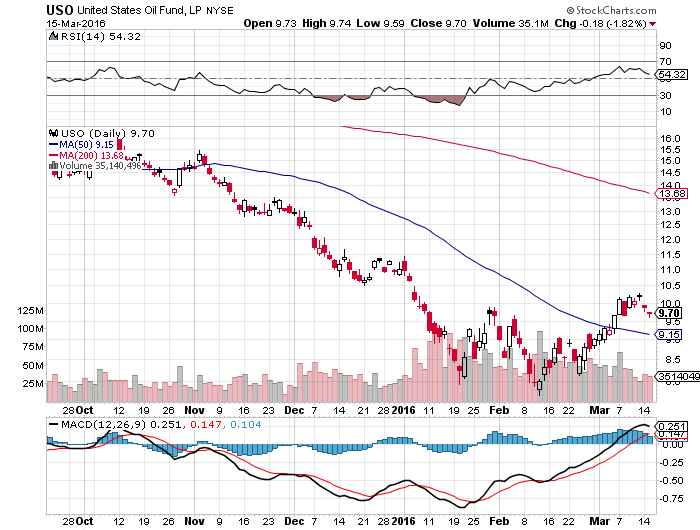 USO United States Oil Fund, LP NYSE © StockCharts.com
15-Mar-2016 Open 9.73 High 9.74 Low 9.59 Close 9.70 Volume 35.1M Chg -0.18 (-1.82%)
RSI(14) 54.32
90
70
54.32
30
10
USO (Daily) 9.70
MA(50) 9.15
MA(200) 13.68
Volume 35,140,496
16.0
15.5
15.0
14.5
14.0
13.68
13.0
12.5
12.0
11.5
11.0
10.5
10.0
9.70
9.5
9.15
8.5
3514049
125M
100M
75M
50M
25M
28 Oct 12 19 26 Nov 9 16 23 Dec 7 14 21 28 2016 11 19 25 Feb 8 16 22 Mar 7 14
MACD(12,26,9) 0.251, 0.147, 0.104
0.251
0.147
0.00
-0.25
-0.50
-0.75
28 Oct 12 19 26 Nov 9 16 23 Dec 7 14 21 28 2016 11 19 25 Feb 8 16 22 Mar 7 14